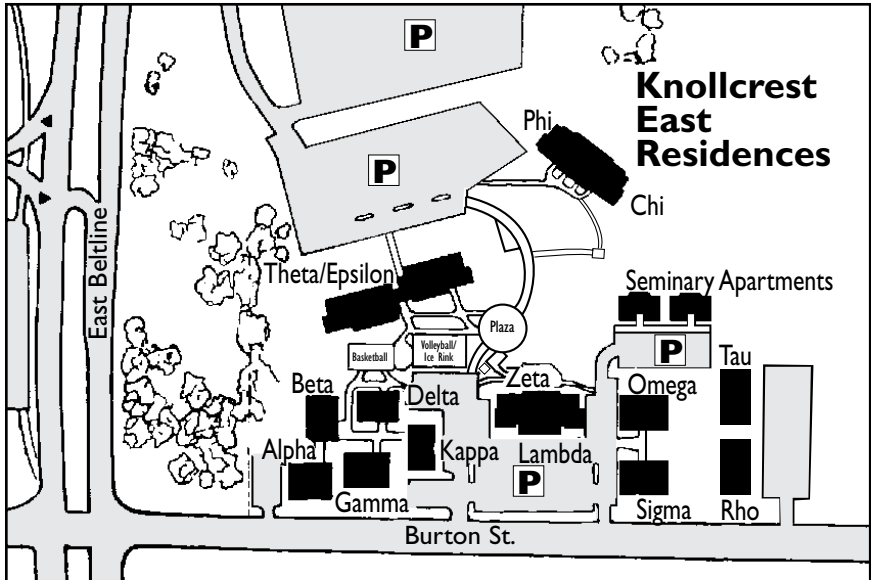 P
Knollcrest
East
Residences
Phi
P
Chi
East Beltline
Theta/Epsilon
Seminary Apartments
Plaza
Volleyball/
Ice Rink
Basketball
P
Tau
Beta
Delta
Zeta
Omega
Alpha
Kappa
Lambda
P
Gamma
Sigma
Rho
Burton St.